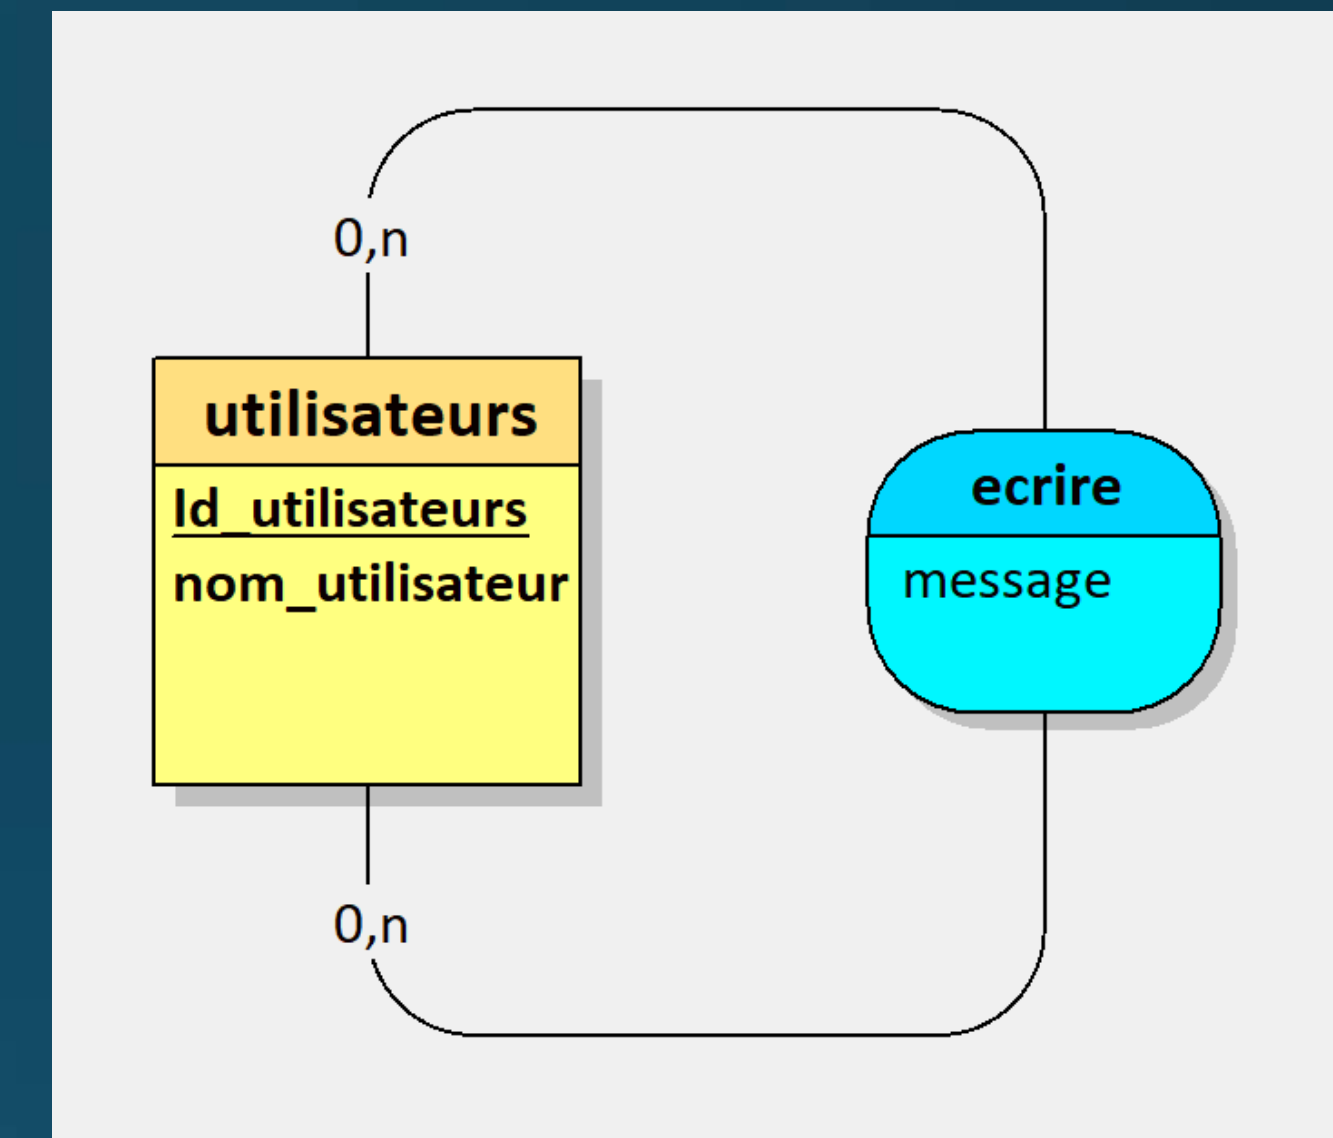 0,n
utilisateurs
Id_utilisateurs
nom_utilisateur
0,n
ecrire
message